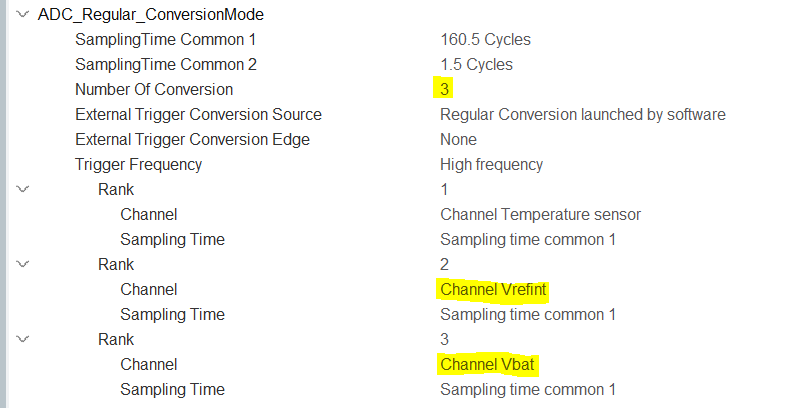 ADC_Regular_ConversionMode
SamplingTime Common 1 160.5 Cycles
SamplingTime Common 2 1.5 Cycles
Number Of Conversion 3
External Trigger Conversion Source Regular Conversion launched by software
External Trigger Conversion Edge None
Trigger Frequency High frequency
Rank 1
Channel Channel Temperature sensor
Sampling Time Sampling time common 1
Rank 2
Channel Channel Vrefint
Sampling Time Sampling time common 1
Rank 3
Channel Channel Vbat
Sampling Time Sampling time common 1